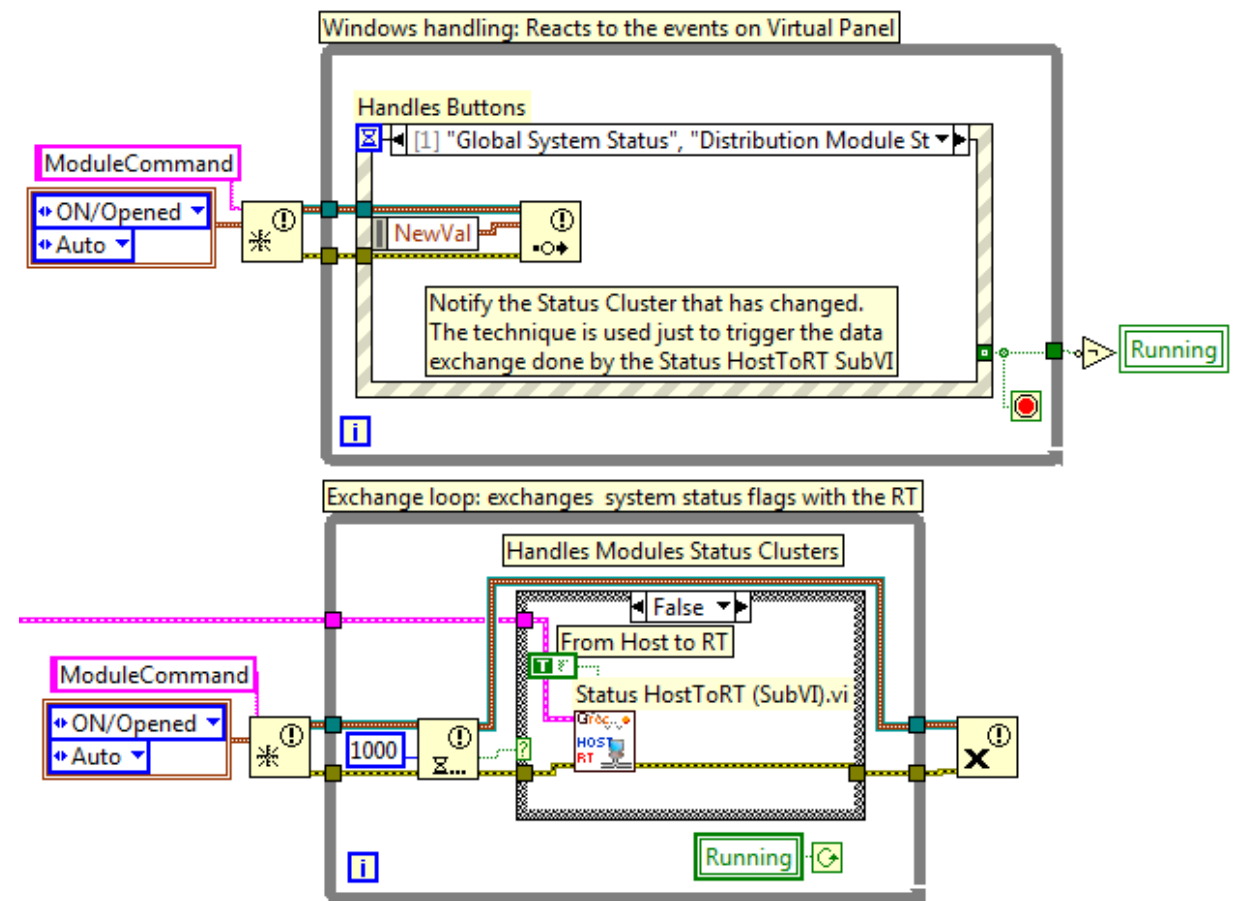 Windows handling: Reacts to the events on Virtual Panel
Handles Buttons
[1] "Global System Status", "Distribution Module St
ModuleCommand
ON/Opened
Auto
NewVal
Notify the Status Cluster that has changed.
The technique is used just to trigger the data
exchange done by the Status HostToRT SubVI
Running
i
Exchange loop: exchanges system status flags with the RT
Handles Modules Status Clusters
False
From Host to RT
T
ModuleCommand
Status HostToRT (SubVI).vi
ON/Opened
Auto
1000
?
HOST
RT
Running
i